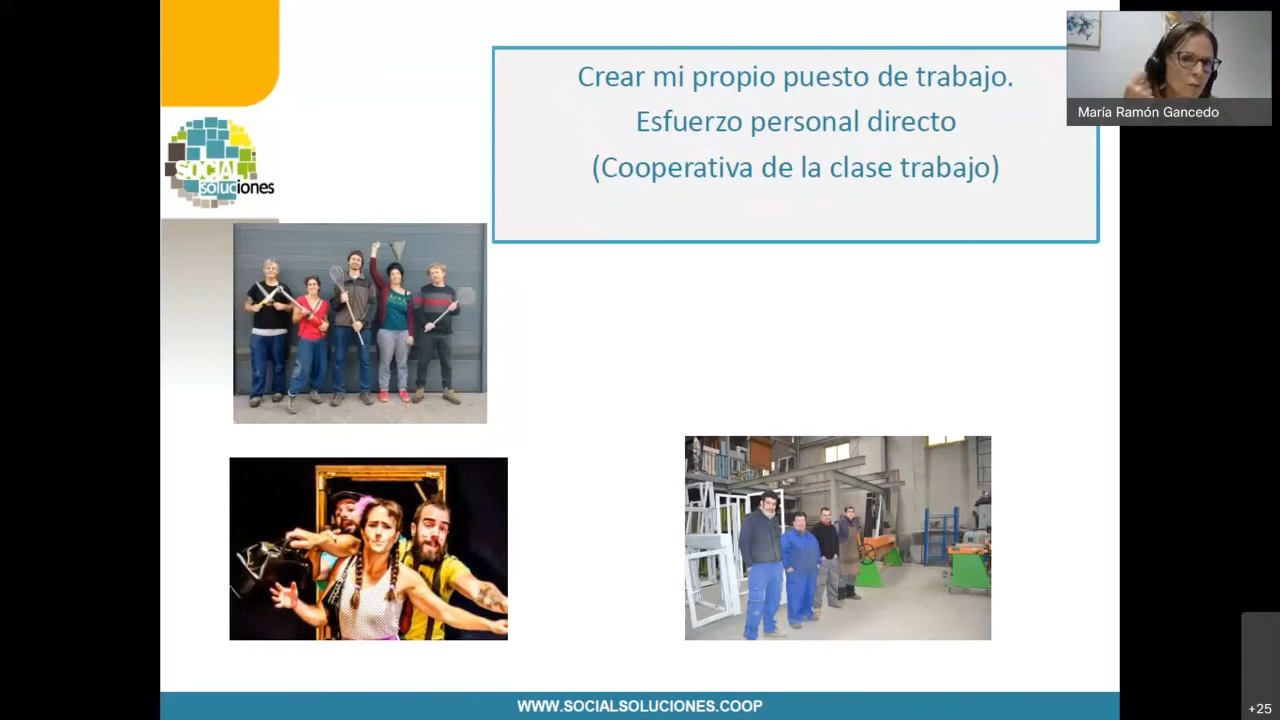 Crear mi propio puesto de trabajo.
Esfuerzo personal directo
(Cooperativa de la clase trabajo)
María Ramón Gancedo
SOCIAL
soluciones
WWW.SOCIALSOLUCIONES.COOP
+25